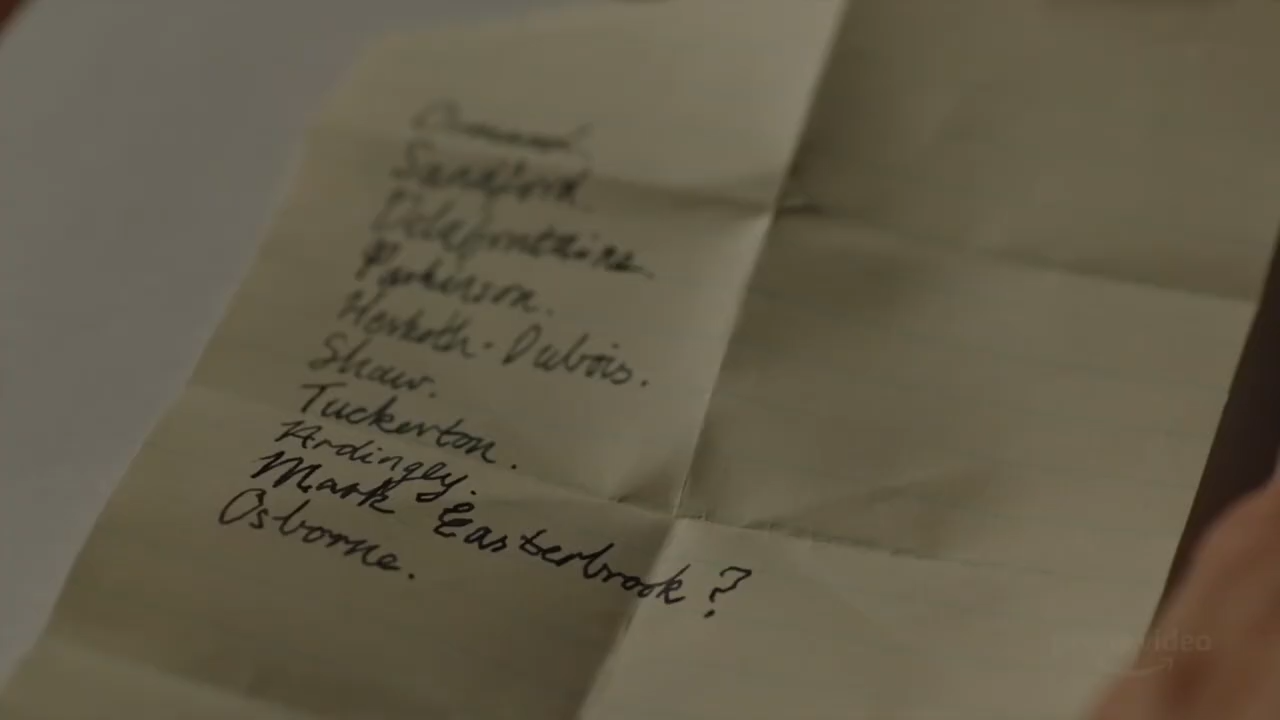 Sandford
Delafontaine.
Parkinson.
Hesketh-Dubois.
Shaw.
Tuckerton.
Ardingly.
Mark Easterbrook?
Osborne.